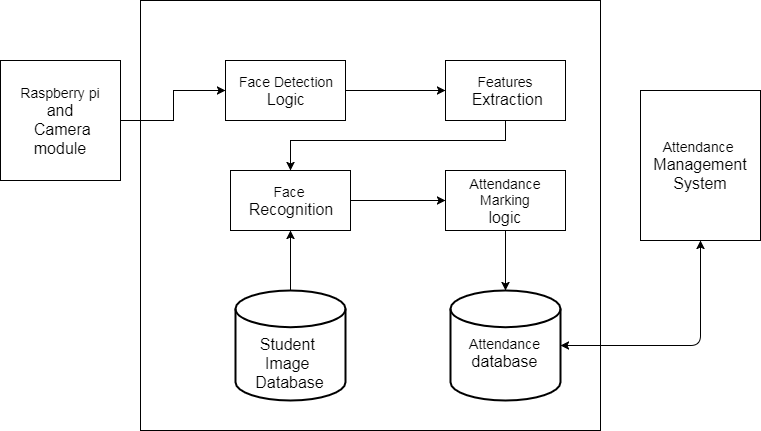 Face Detection
Logic
Features
Extraction
Raspberry pi
and
Camera
module
Attendance
Management
System
Face
Recognition
Attendance
Marking
logic
Student
Image
Database
Attendance
database